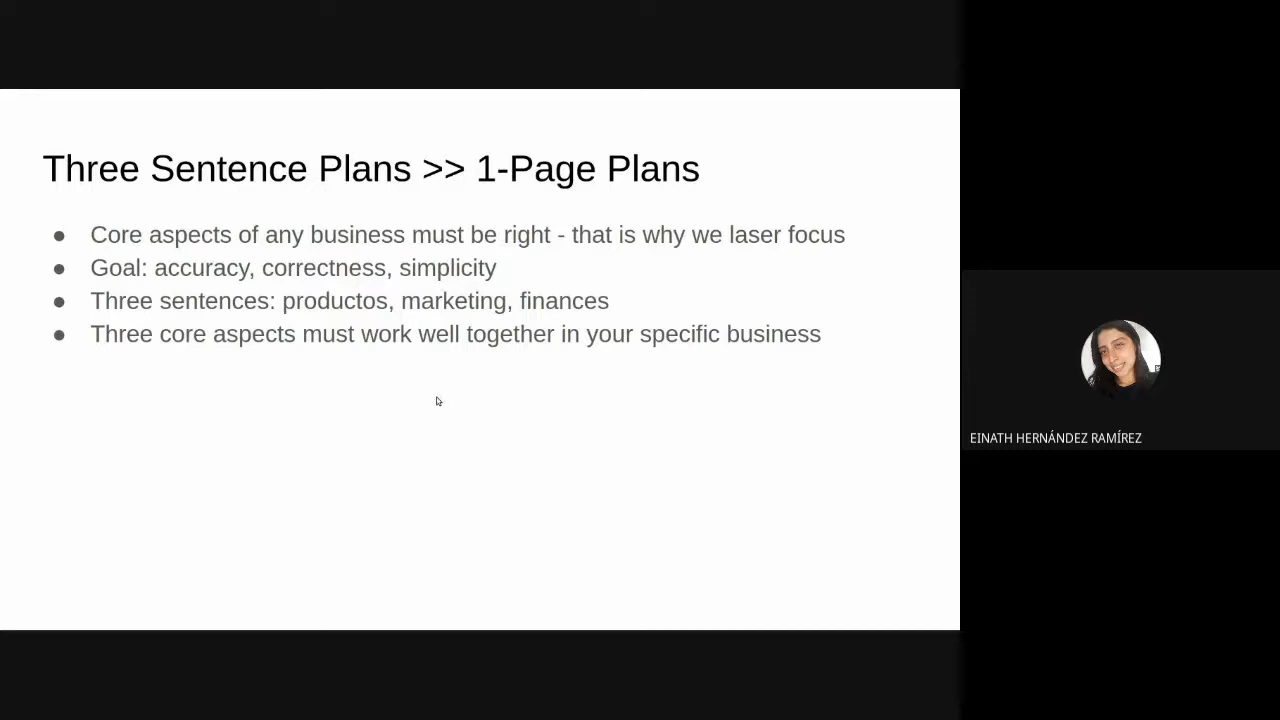 Three Sentence Plans >> 1-Page Plans
● Core aspects of any business must be right - that is why we laser focus
● Goal: accuracy, correctness, simplicity
● Three sentences: productos, marketing, finances
● Three core aspects must work well together in your specific business
EINATH HERNÁNDEZ RAMÍREZ